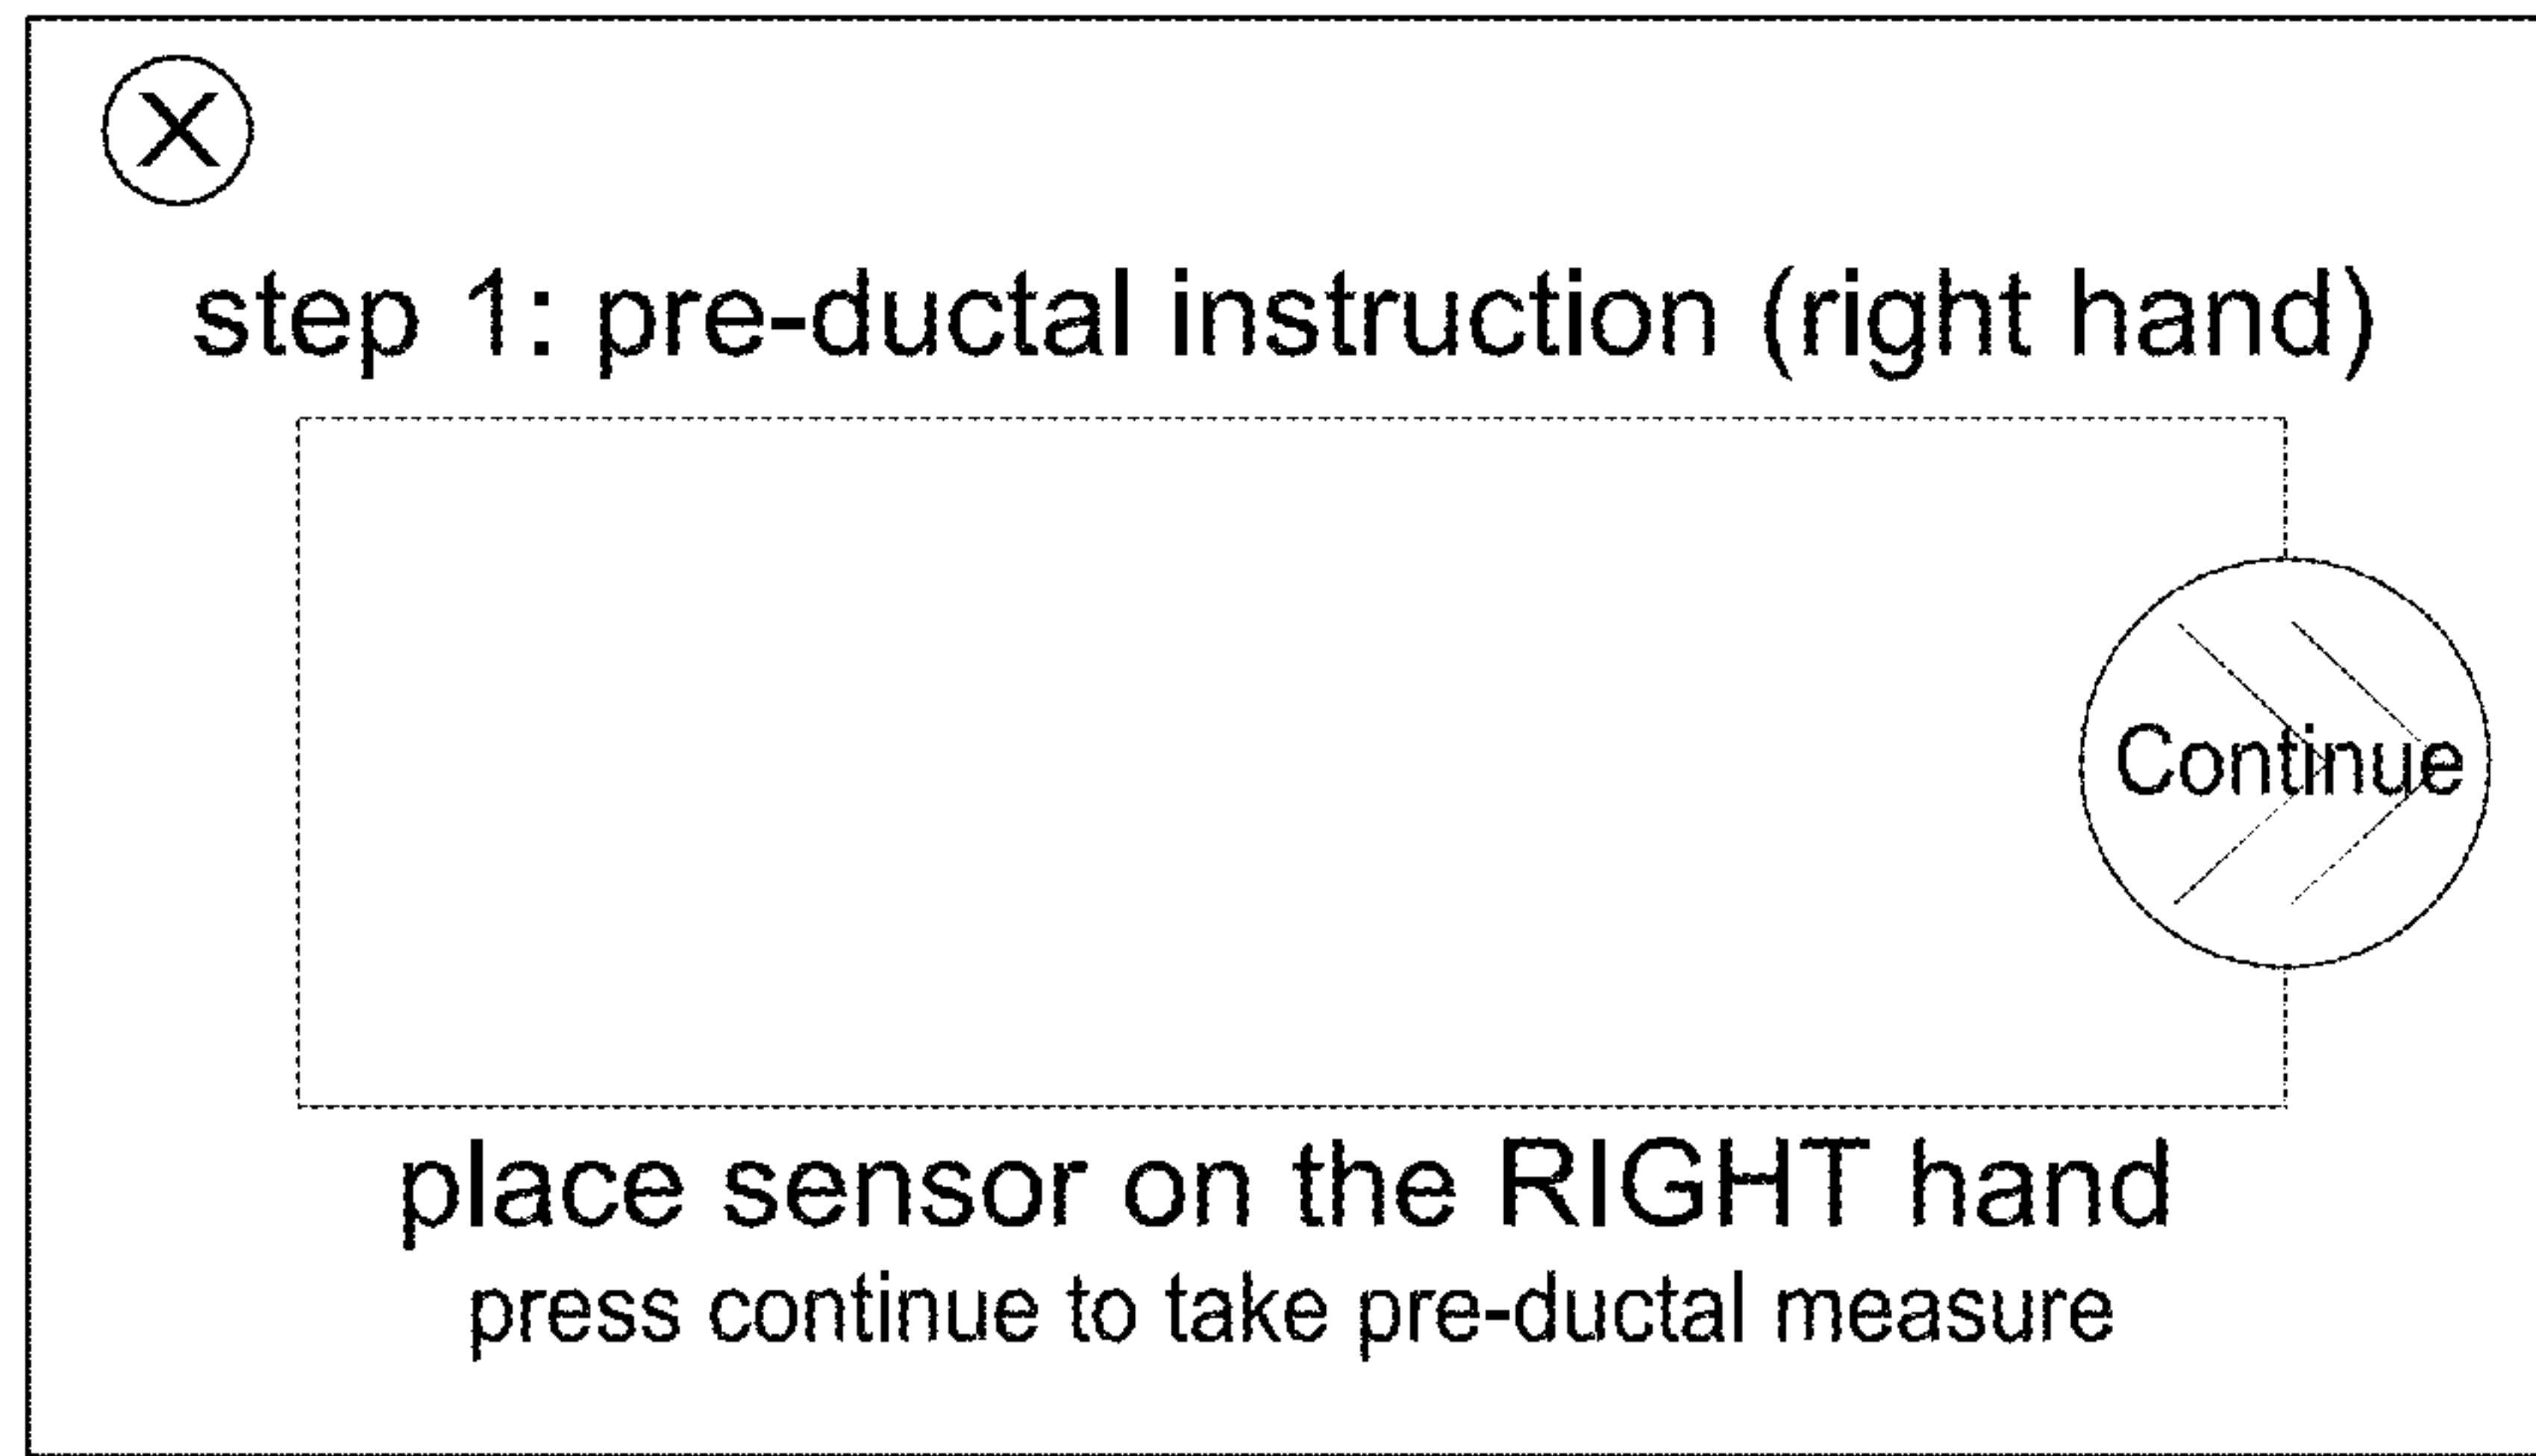 X
step 1: pre-ductal instruction (right hand)
Continue
place sensor on the RIGHT hand
press continue to take pre-ductal measure